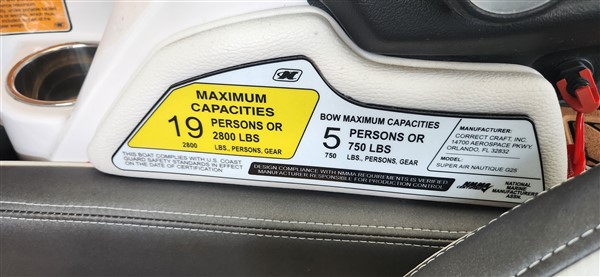 MAXIMUM
CAPACITIES
19 PERSONS OR
2800 LBS
2800 LBS., PERSONS, GEAR
THIS BOAT COMPLIES WITH U.S. COAST
GUARD SAFETY STANDARDS IN EFFECT
ON THE DATE OF CERTIFICATION
BOW MAXIMUM CAPACITIES
5 PERSONS OR
750 LBS
750 LBS, PERSONS, GEAR
DESIGN COMPLIANCE WITH NMMA REQUIREMENTS IS VERIFIED.
MANUFACTURER RESPONSIBLE FOR PRODUCTION CONTROL
MANUFACTURER:
CORRECT CRAFT, INC.
14700 AEROSPACE PKWY.
ORLANDO, FL 32832
MODEL:
SUPER AIR NAUTIQUE G25
NMMA
NATIONAL
MARINE
MANUFACTURERS
ASSN.